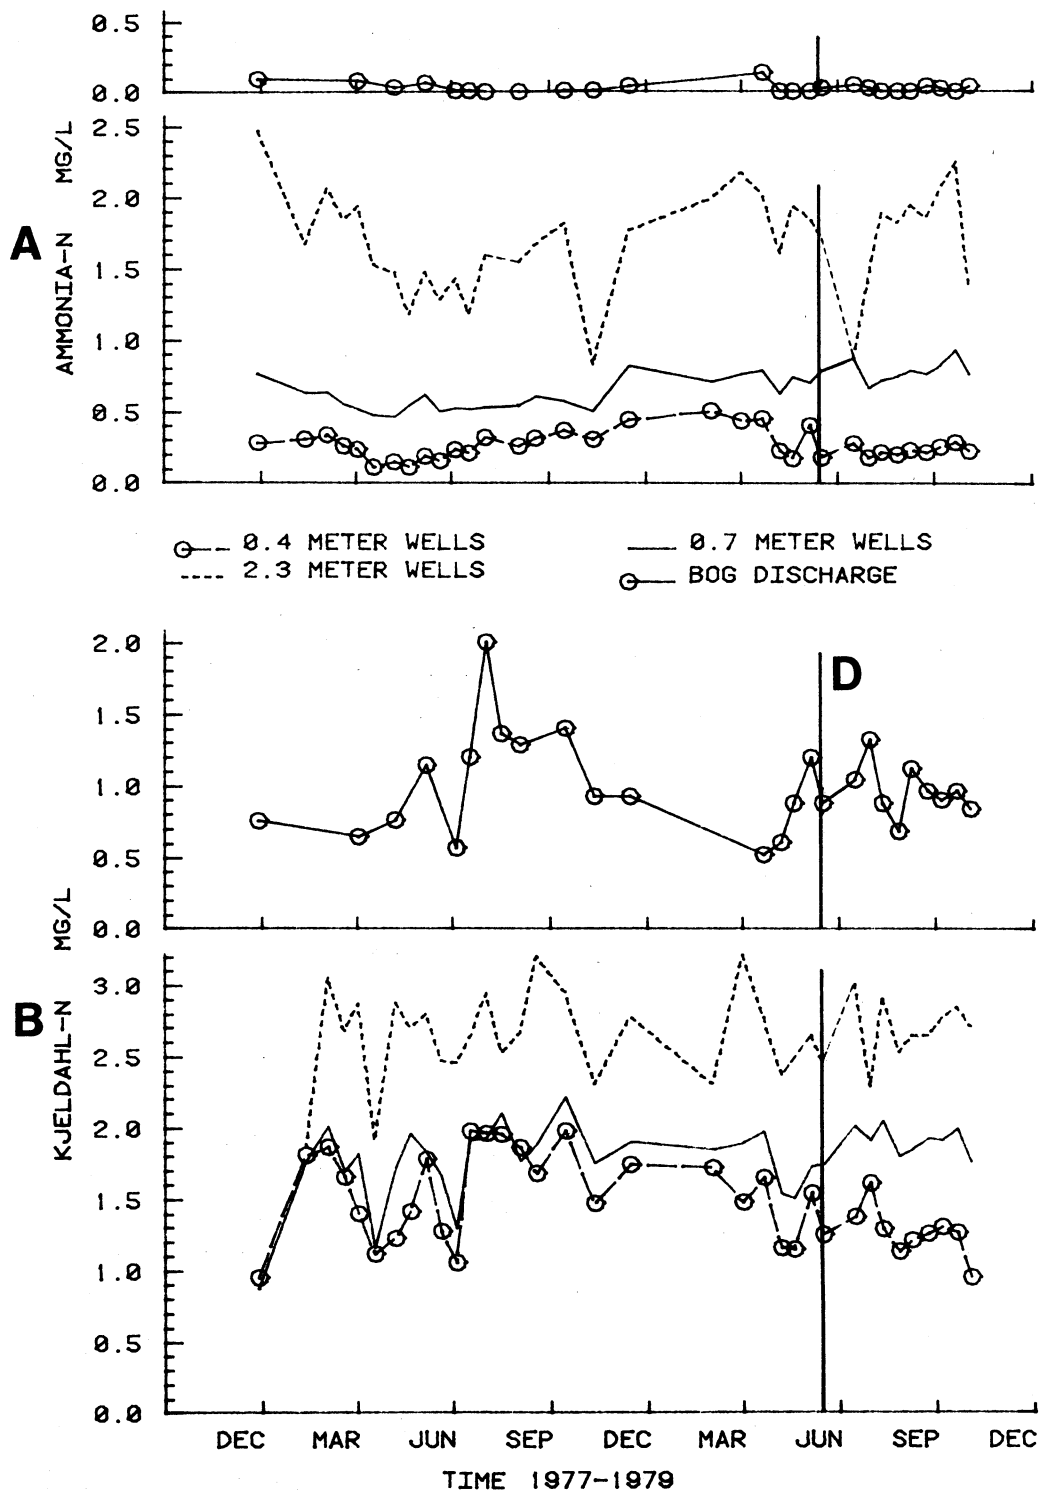 0.5
0.0
2.5
2.0
1.5
1.0
0.5
0.0
AMMONIA-N MG/L
A
0.4 METER WELLS
0.7 METER WELLS
2.3 METER WELLS
BOG DISCHARGE
2.0
1.5
1.0
0.5
0.0
D
3.0
2.5
2.0
1.5
1.0
0.5
0.0
KJELDAHL-N MG/L
B
DEC MAR JUN SEP DEC MAR JUN SEP DEC
TIME 1977-1979